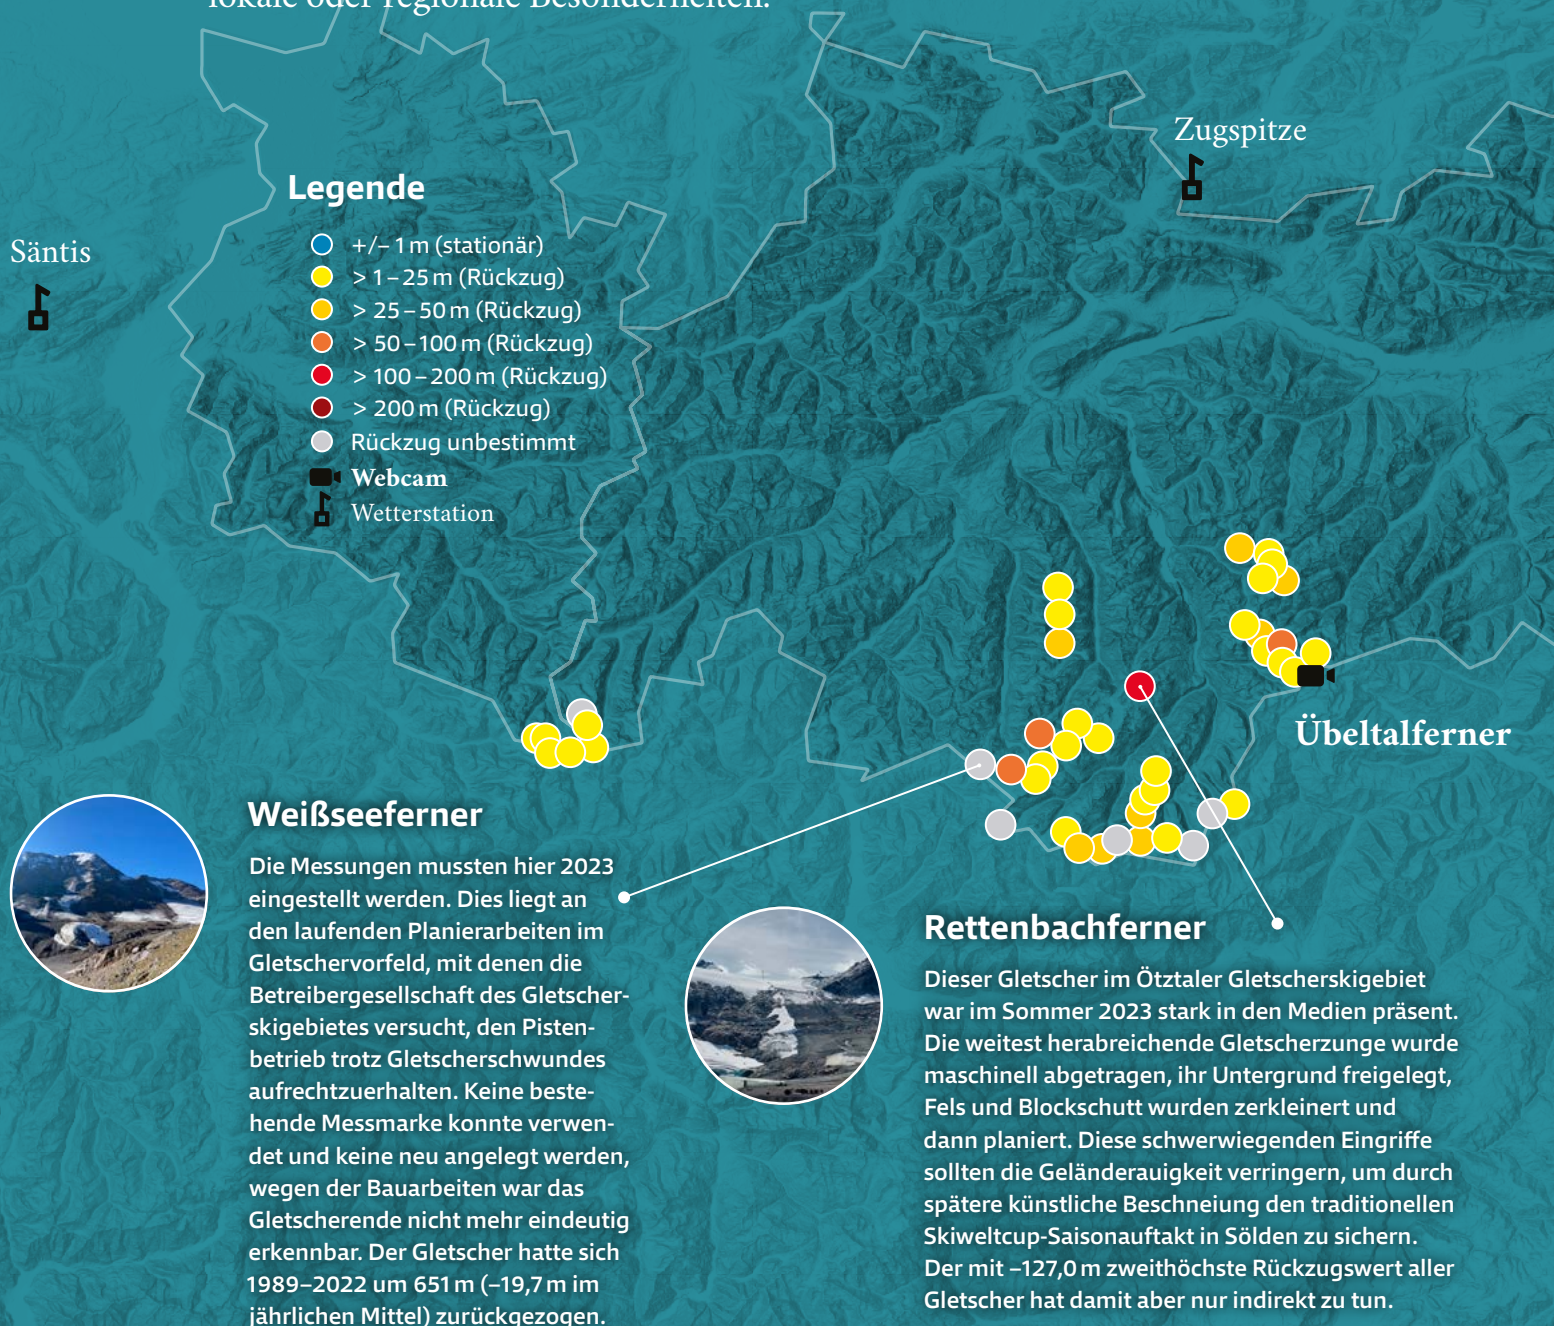 lokale oder regionale Besonderheiten.
Zugspitze
Säntis
Legende
+/– 1 m (stationär)
> 1 – 25 m (Rückzug)
> 25 – 50 m (Rückzug)
> 50 – 100 m (Rückzug)
> 100 – 200 m (Rückzug)
> 200 m (Rückzug)
Rückzug unbestimmt
Webcam
Wetterstation
Übeltalferner
Weißseeferner
Die Messungen mussten hier 2023
eingestellt werden. Dies liegt an
den laufenden Planierarbeiten im
Gletschervorfeld, mit denen die
Betreibergesellschaft des Gletscher-
skigebietes versucht, den Pisten-
betrieb trotz Gletscherschwundes
aufrechtzuerhalten. Keine beste-
hende Messmarke konnte verwen-
det und keine neu angelegt werden,
wegen der Bauarbeiten war das
Gletscherende nicht mehr eindeutig
erkennbar. Der Gletscher hatte sich
1989–2022 um 651 m (–19,7 m im
jährlichen Mittel) zurückgezogen.
Rettenbachferner
Dieser Gletscher im Ötztaler Gletscherskigebiet
war im Sommer 2023 stark in den Medien präsent.
Die weitest herabreichende Gletscherzunge wurde
maschinell abgetragen, ihr Untergrund freigelegt,
Fels und Blockschutt wurden zerkleinert und
dann planiert. Diese schwerwiegenden Eingriffe
sollten die Geländerauigkeit verringern, um durch
spätere künstliche Beschneiung den traditionellen
Skiweltcup-Saisonauftakt in Sölden zu sichern.
Der mit –127,0 m zweithöchste Rückzugswert aller
Gletscher hat damit aber nur indirekt zu tun.